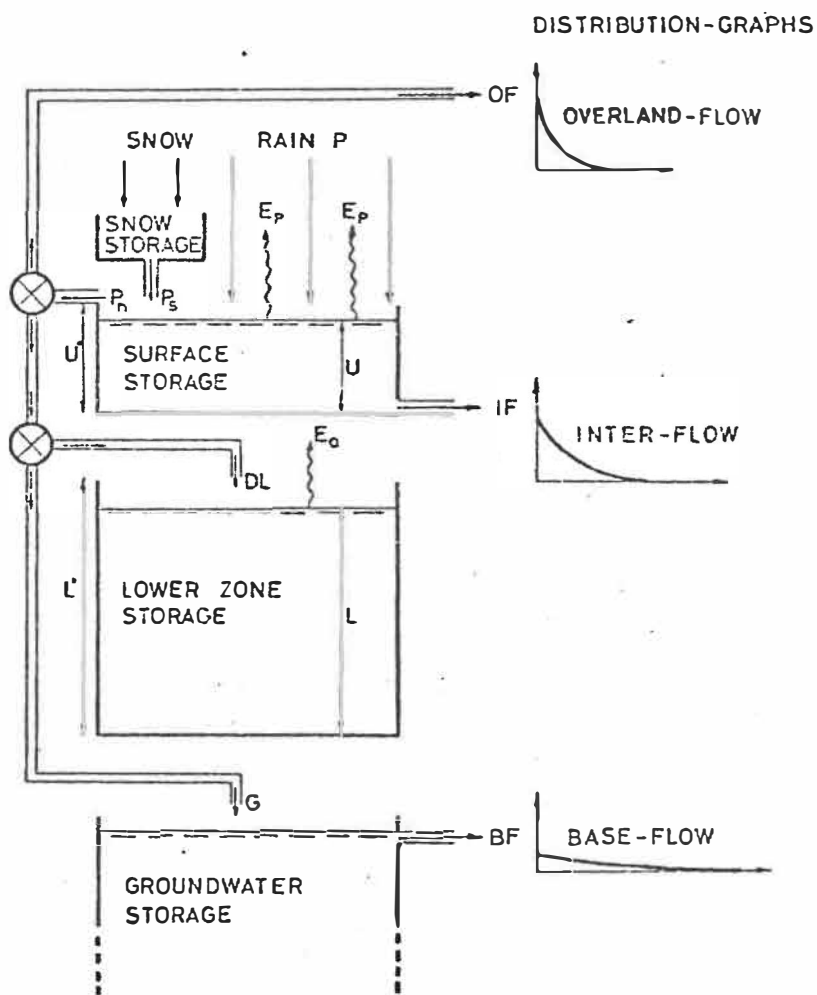 DISTRIBUTION-GRAPHS
OF
OVERLAND-FLOW
SNOW RAIN P
SNOW
STORAGE
Ep Ep
Pn Ps
U*
SURFACE
STORAGE
U
IF
INTER-FLOW
DL
Ea
L*
LOWER ZONE
STORAGE
L
G
BF
BASE-FLOW
GROUNDWATER
STORAGE